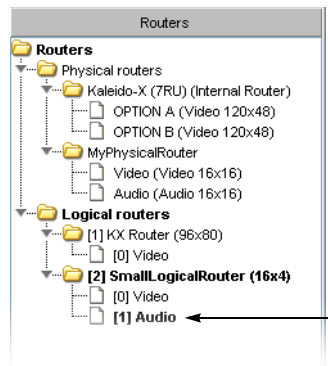 Routers
Routers
Physical routers
Kaleido-X (7RU) (Internal Router)
OPTION A (Video 120x48)
OPTION B (Video 120x48)
MyPhysicalRouter
Video (Video 16x16)
Audio (Audio 16x16)
Logical routers
[1] KX Router (96x80)
[0] Video
[2] SmallLogicalRouter (16x4)
[0] Video
[1] Audio